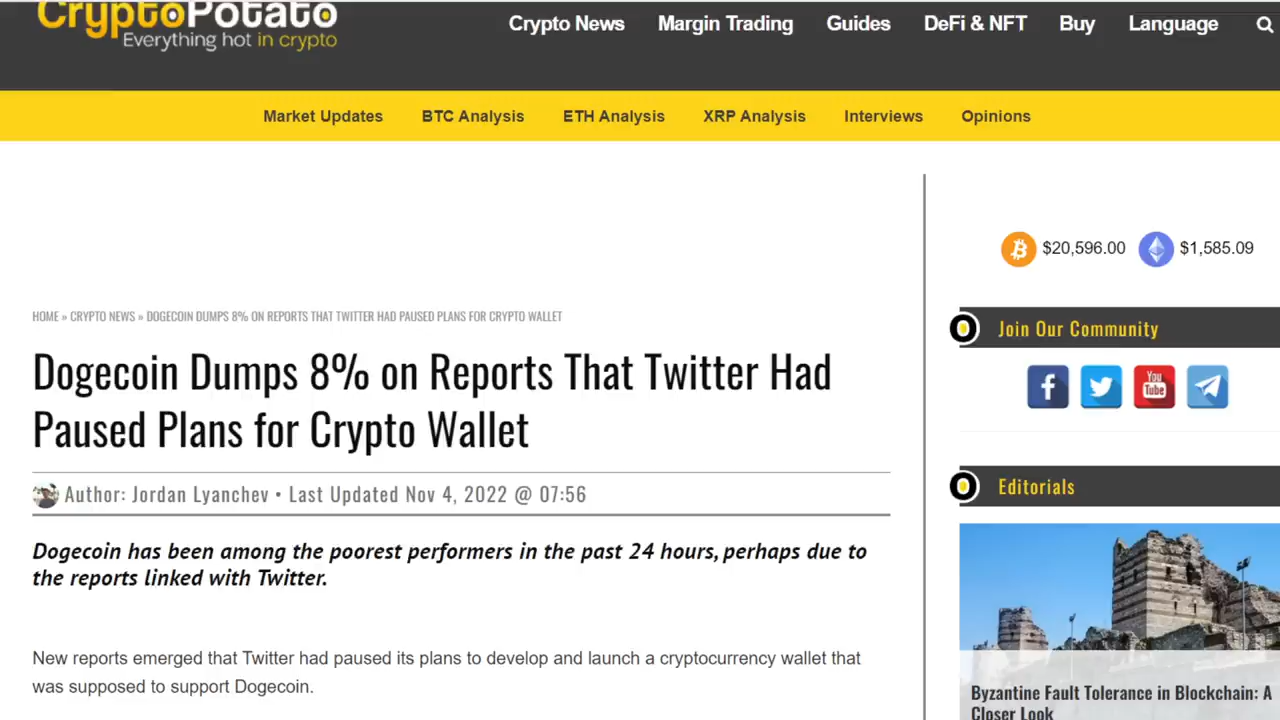 CryptoPotato
Everything hot in crypto
Crypto News Margin Trading Guides DeFi & NFT Buy Language
Market Updates BTC Analysis ETH Analysis XRP Analysis Interviews Opinions
$20,596.00 $1,585.09
HOME » CRYPTO NEWS » DOGECOIN DUMPS 8% ON REPORTS THAT TWITTER HAD PAUSED PLANS FOR CRYPTO WALLET
Dogecoin Dumps 8% on Reports That Twitter Had
Paused Plans for Crypto Wallet
Author: Jordan Lyanchev • Last Updated Nov 4, 2022 @ 07:56
Dogecoin has been among the poorest performers in the past 24 hours, perhaps due to
the reports linked with Twitter.
New reports emerged that Twitter had paused its plans to develop and launch a cryptocurrency wallet that
was supposed to support Dogecoin.
Join Our Community
You
Tube
Editorials
Byzantine Fault Tolerance in Blockchain: A
Closer Look